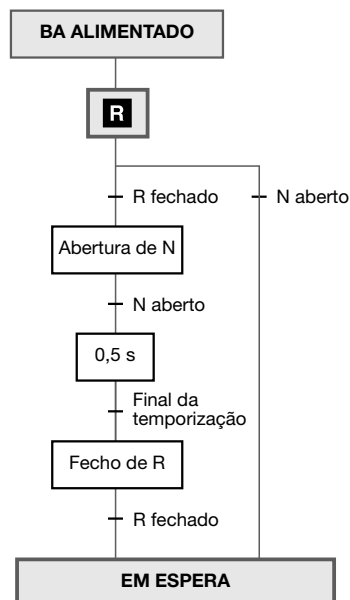 BA ALIMENTADO
R
R fechado
N aberto
Abertura de N
N aberto
0,5 s
Final da
temporização
Fecho de R
R fechado
EM ESPERA